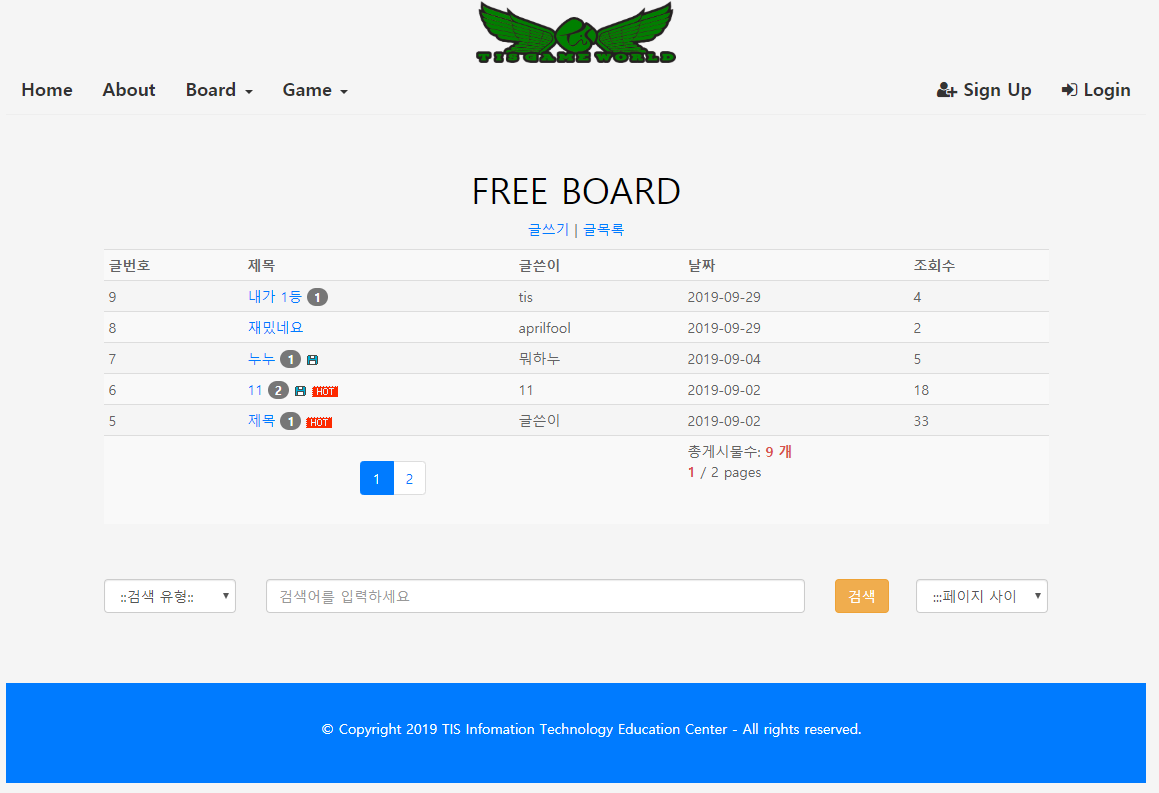 TIS GAME WORLD
Home About Board Game Sign Up Login
FREE BOARD
글쓰기 | 글목록
글번호 제목 글쓴이 날짜 조회수
9 내가 1등 1 tis 2019-09-29 4
8 재밌네요 aprilfool 2019-09-29 2
7 누누 1 뭐하누 2019-09-04 5
6 11 2 HOT 11 2019-09-02 18
5 제목 1 HOT 글쓴이 2019-09-02 33
총게시물수: 9 개
1 2 1 / 2 pages
::검색 유형:: 검색어를 입력하세요 검색 :::페이지 사이
© Copyright 2019 TIS Infomation Technology Education Center - All rights reserved.